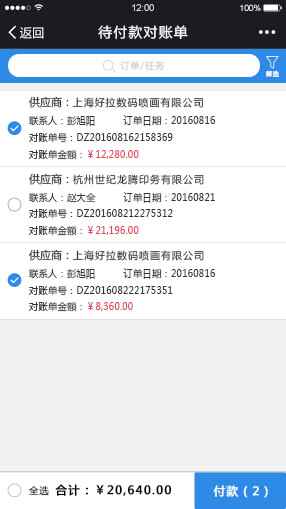 12:00 100%
返回 待付款对账单
订单/任务 筛选
供应商：上海好拉数码喷画有限公司
联系人：彭旭阳 订单日期：20160816
对账单号：DZ201608162158369
对账单金额：￥12,280.00
供应商：杭州世纪龙腾印务有限公司
联系人：赵大全 订单日期：20160821
对账单号：DZ201608212275312
对账单金额：￥21,196.00
供应商：上海好拉数码喷画有限公司
联系人：彭旭阳 订单日期：20160816
对账单号：DZ201608222175351
对账单金额：￥8,360.00
全选 合计：￥20,640.00 付款（2）